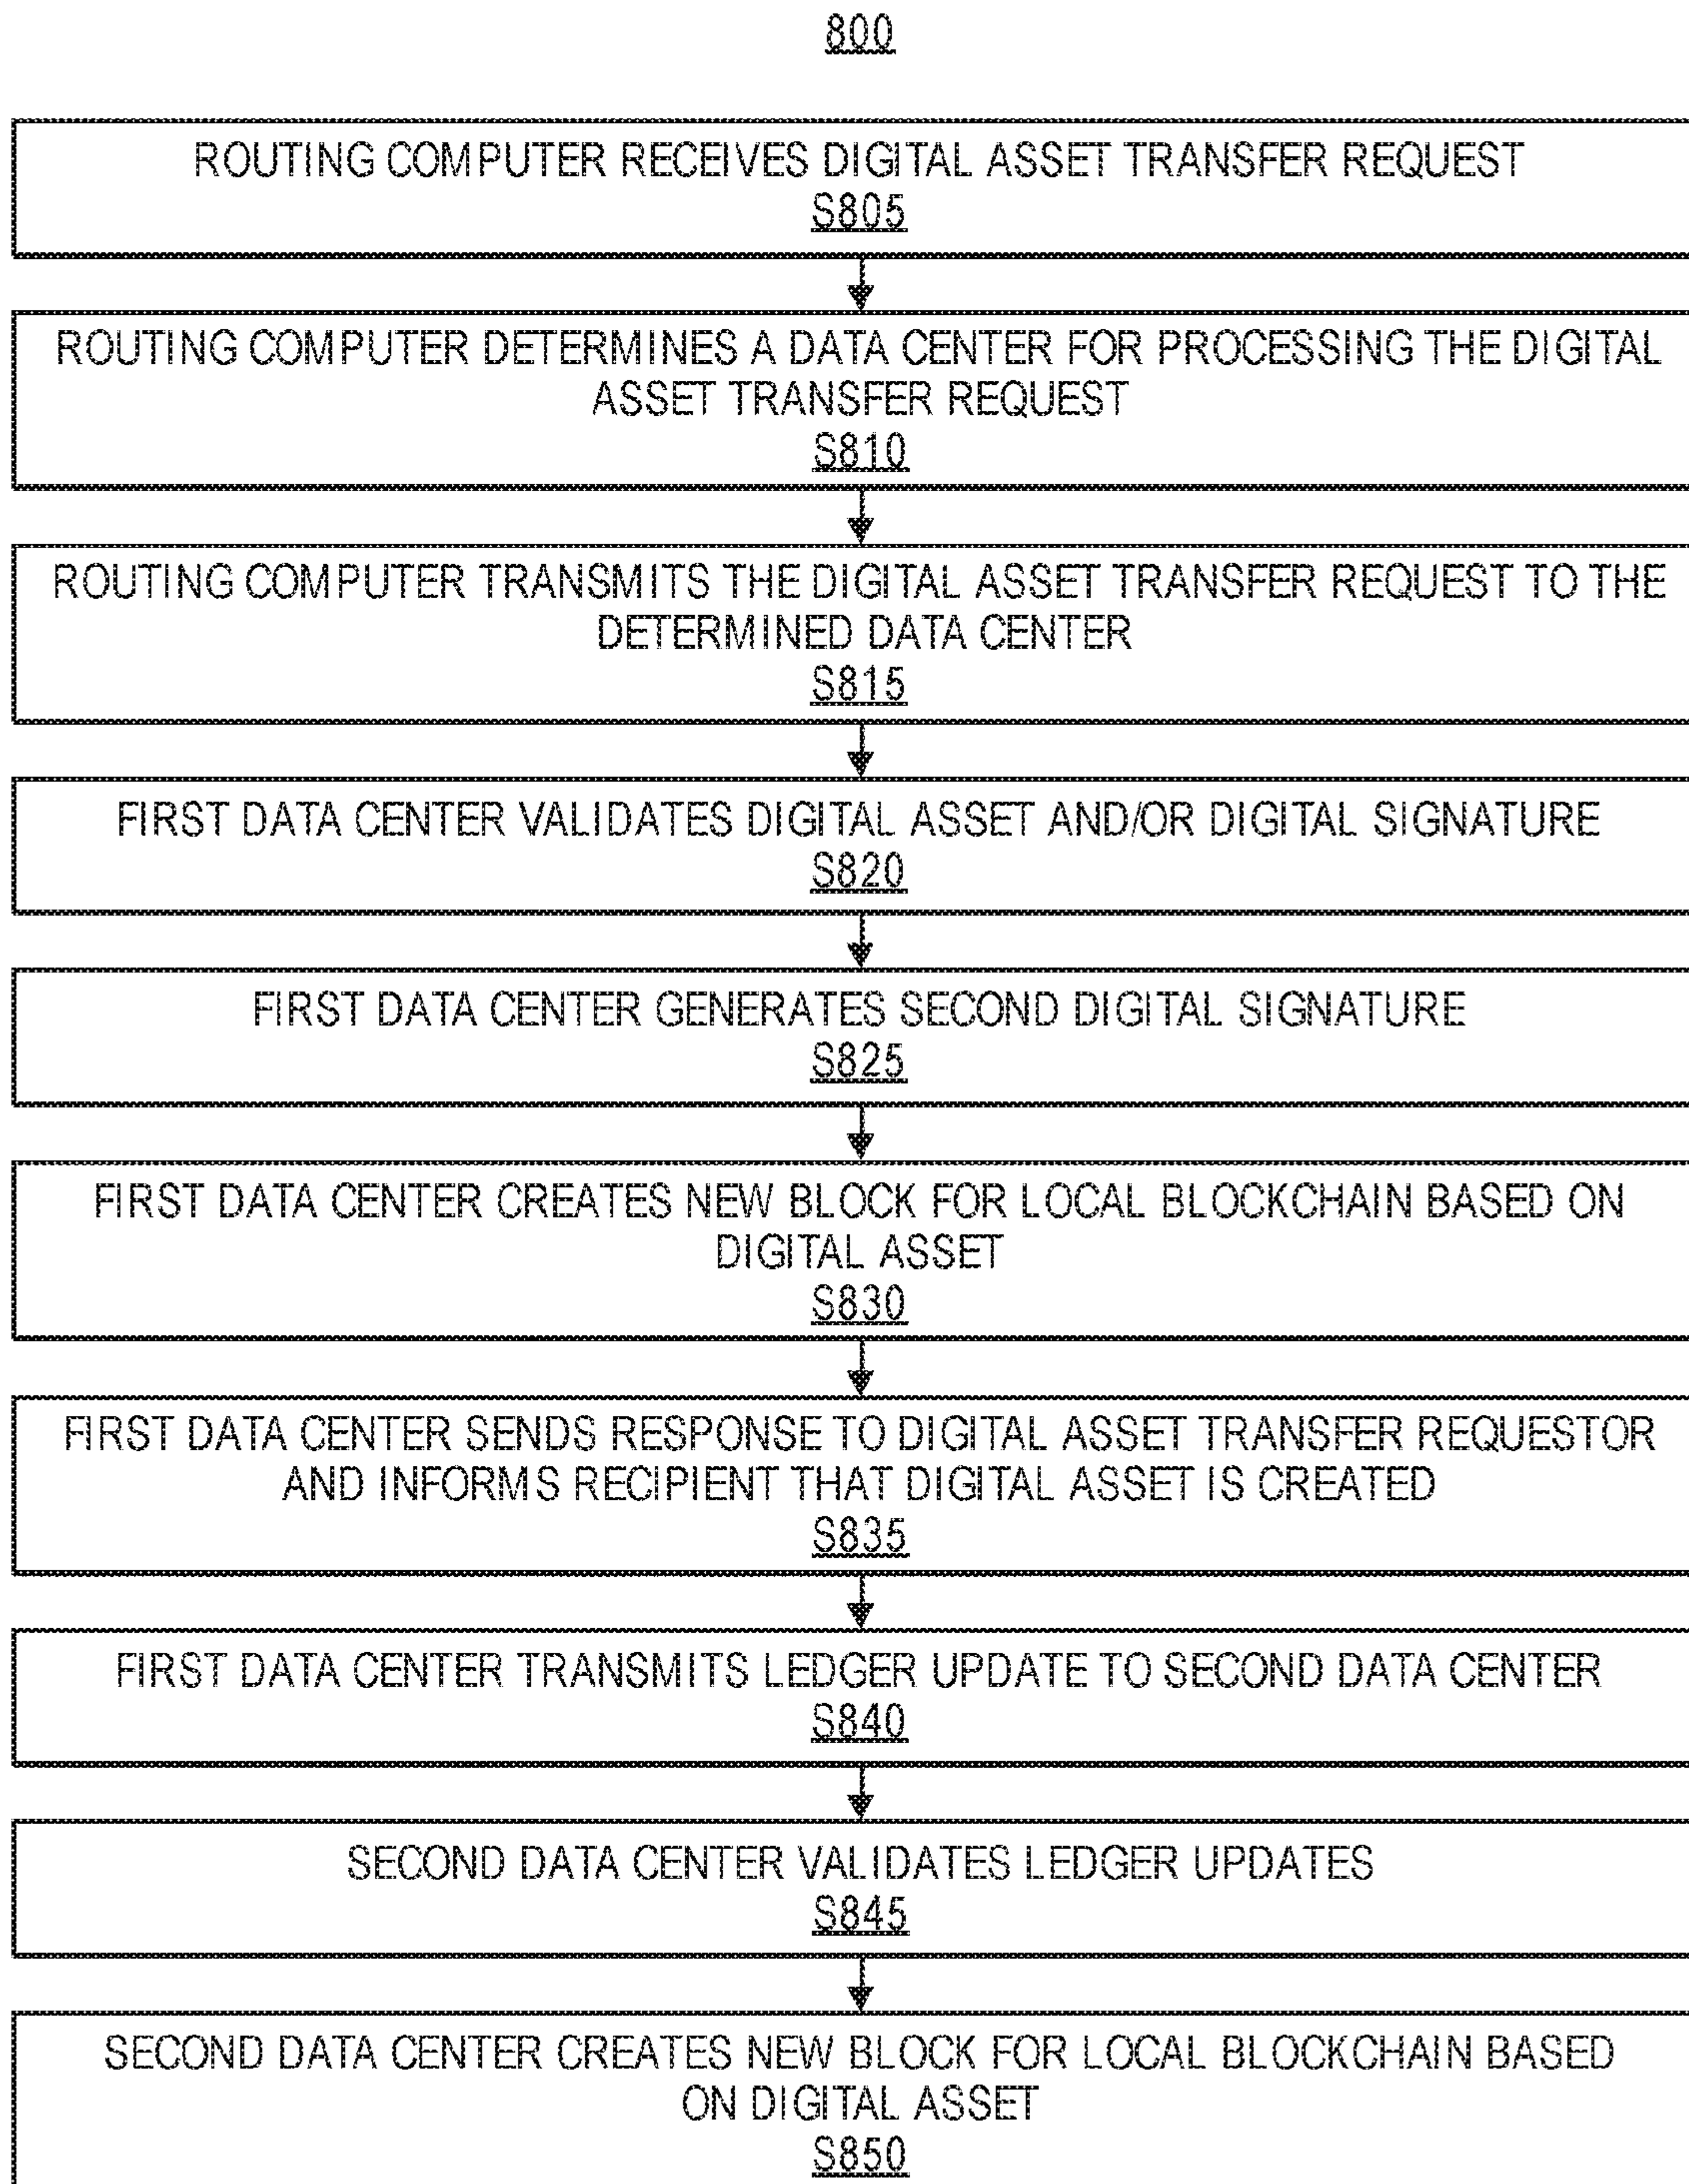 800
ROUTING COMPUTER RECEIVES DIGITAL ASSET TRANSFER REQUEST
S805
ROUTING COMPUTER DETERMINES A DATA CENTER FOR PROCESSING THE DIGITAL
ASSET TRANSFER REQUEST
S810
ROUTING COMPUTER TRANSMITS THE DIGITAL ASSET TRANSFER REQUEST TO THE
DETERMINED DATA CENTER
S815
FIRST DATA CENTER VALIDATES DIGITAL ASSET AND/OR DIGITAL SIGNATURE
S820
FIRST DATA CENTER GENERATES SECOND DIGITAL SIGNATURE
S825
FIRST DATA CENTER CREATES NEW BLOCK FOR LOCAL BLOCKCHAIN BASED ON
DIGITAL ASSET
S830
FIRST DATA CENTER SENDS RESPONSE TO DIGITAL ASSET TRANSFER REQUESTOR
AND INFORMS RECIPIENT THAT DIGITAL ASSET IS CREATED
S835
FIRST DATA CENTER TRANSMITS LEDGER UPDATE TO SECOND DATA CENTER
S840
SECOND DATA CENTER VALIDATES LEDGER UPDATES
S845
SECOND DATA CENTER CREATES NEW BLOCK FOR LOCAL BLOCKCHAIN BASED
ON DIGITAL ASSET
S850